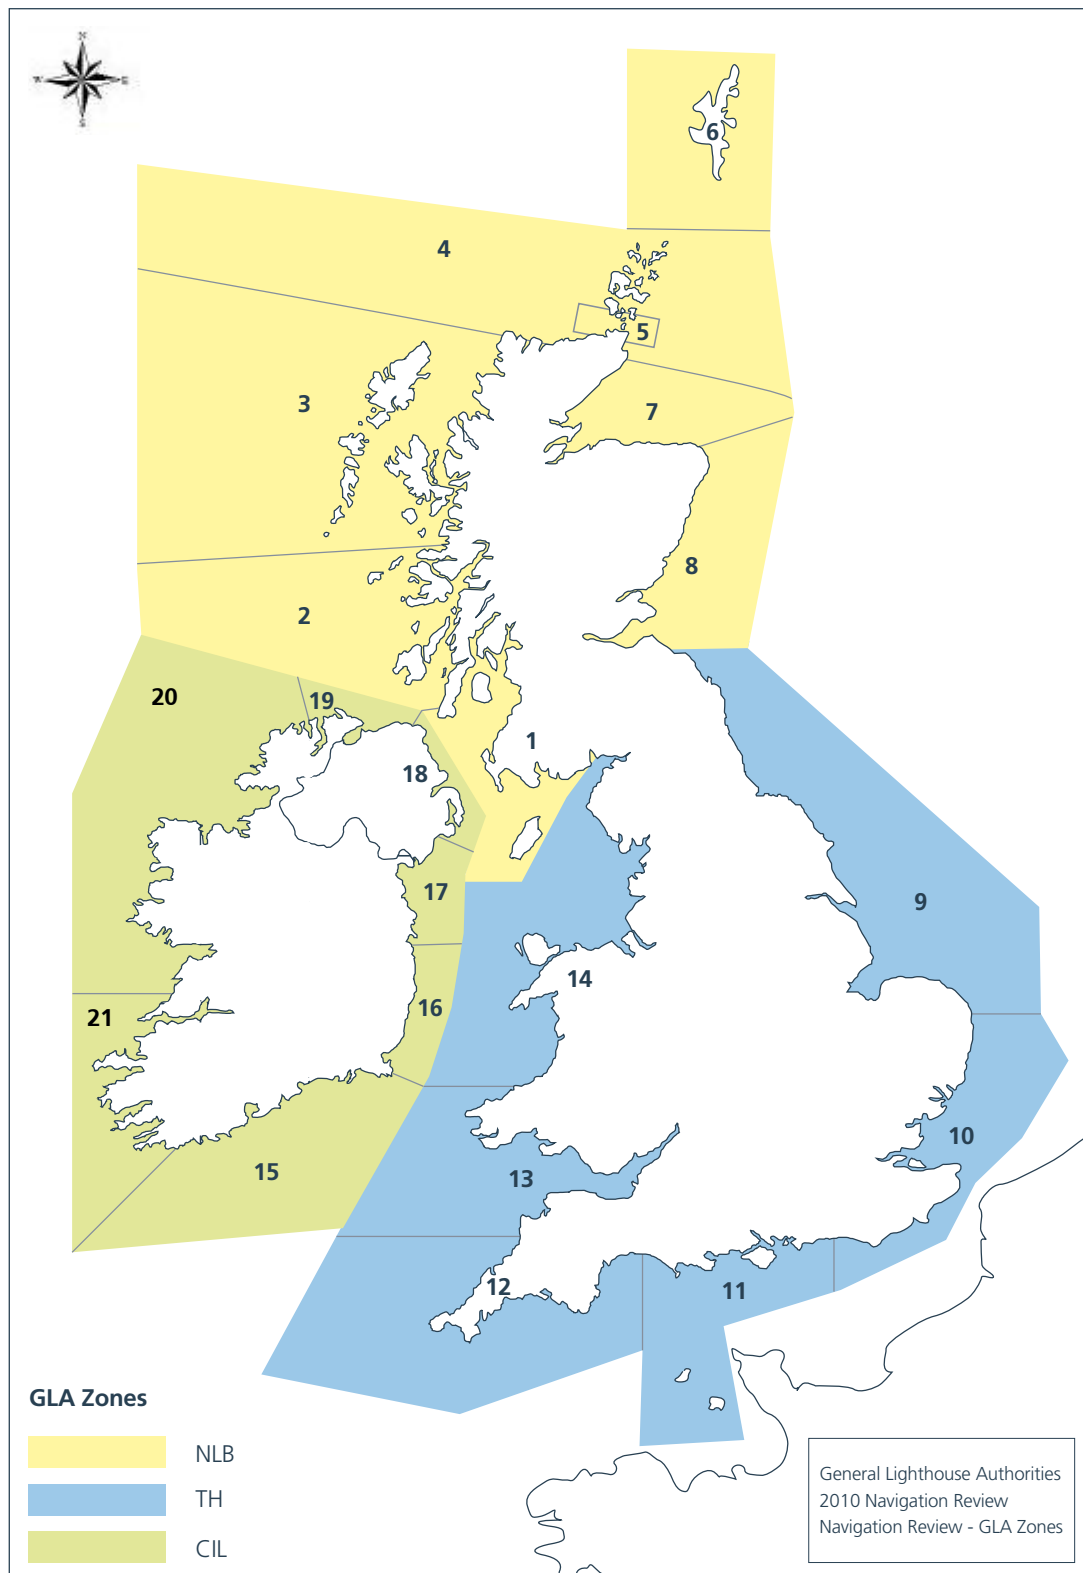 N
W E
S
6
4
5
3
7
8
2
20
19
1
18
17
9
14
16
21
10
15
13
12
11
GLA Zones
NLB
TH
CIL
General Lighthouse Authorities
2010 Navigation Review
Navigation Review - GLA Zones